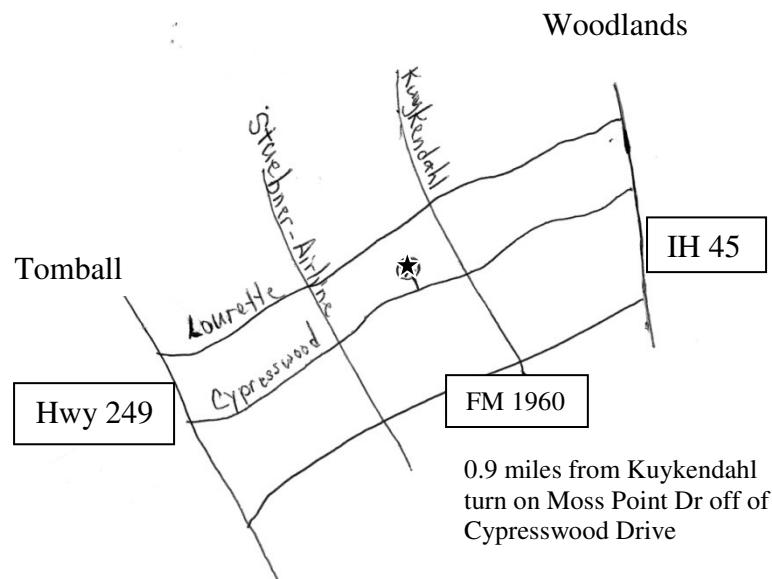 Woodlands
Kuykendahl
Stuebner-Airline
IH 45
Tomball
Lourette
Cypresswood
Hwy 249
FM 1960
0.9 miles from Kuykendahl
turn on Moss Point Dr off of
Cypresswood Drive